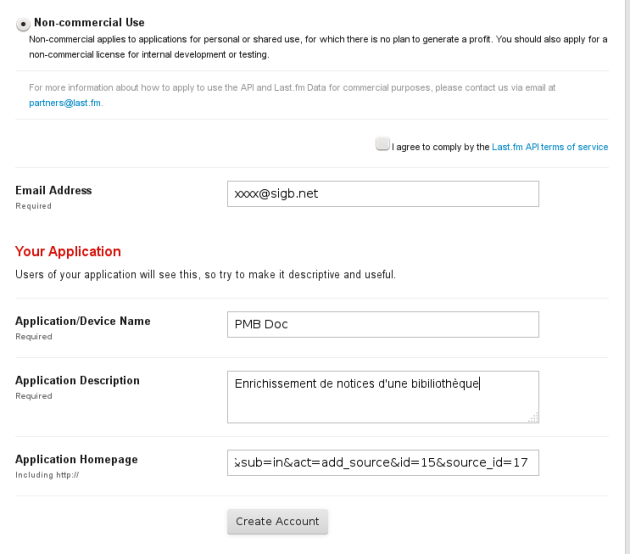 Non-commercial Use
Non-commercial applies to applications for personal or shared use, for which there is no plan to generate a profit. You should also apply for a
non-commercial license for internal development or testing.
For more information about how to apply to use the API and Last.fm Data for commercial purposes, please contact us via email at
partners@last.fm.
I agree to comply by the Last.fm API terms of service
Email Address
Required
xxxx@sigb.net
Your Application
Users of your application will see this, so try to make it descriptive and useful.
Application/Device Name
Required
PMB Doc
Application Description
Required
Enrichissement de notices d'une bibiliothèque
Application Homepage
Including http://
&sub=in&act=add_source&id=15&source_id=17
Create Account